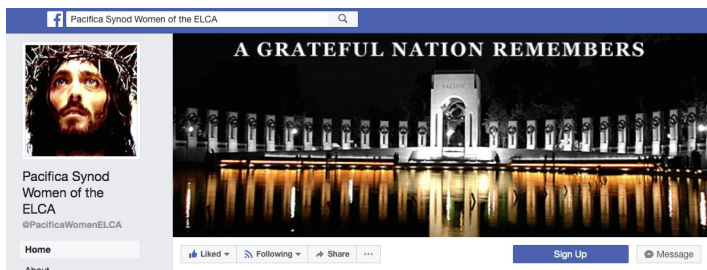 Pacifica Synod Women of the ELCA
A GRATEFUL NATION REMEMBERS
PACIFIC
Pacifica Synod
Women of the
ELCA
@PacificaWomenELCA
Home
About
Liked
Following
Share
Sign Up
Message